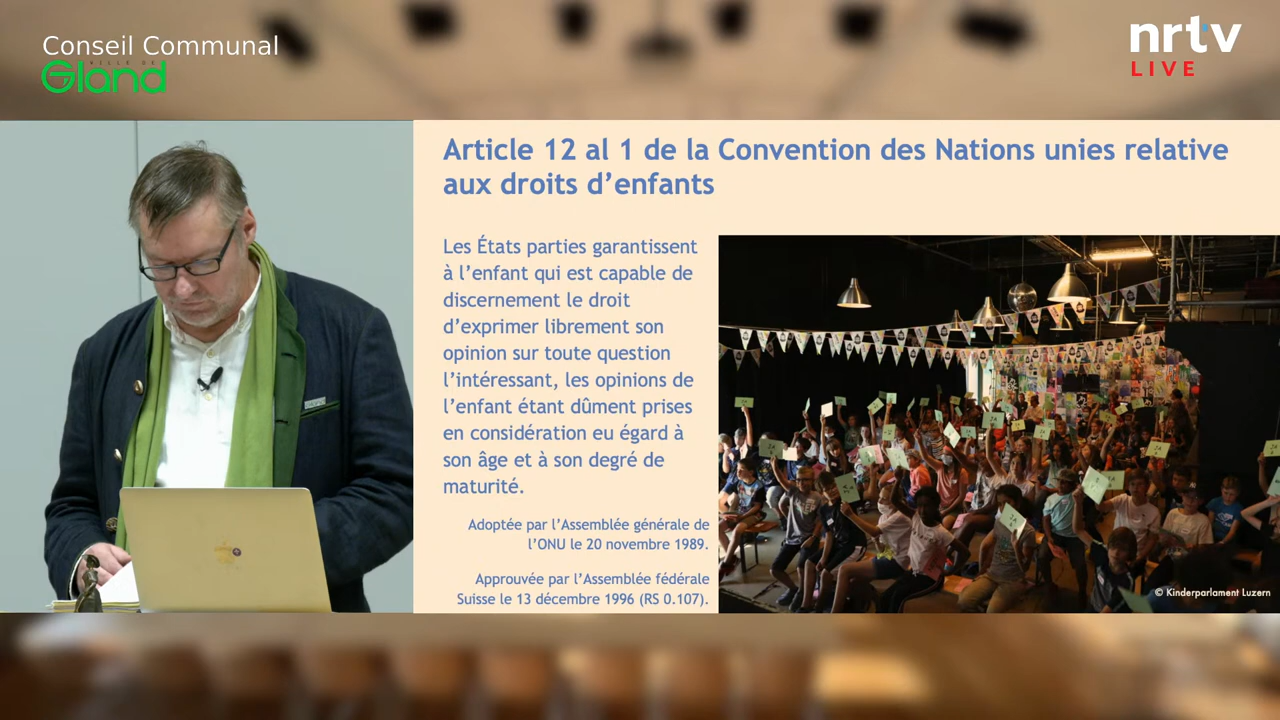 Conseil Communal
VILLE DE
Gland
nrtv
LIVE
Article 12 al 1 de la Convention des Nations unies relative
aux droits d’enfants
Les États parties garantissent
à l’enfant qui est capable de
discernement le droit
d’exprimer librement son
opinion sur toute question
l’intéressant, les opinions de
l’enfant étant dûment prises
en considération eu égard à
son âge et à son degré de
maturité.
Adoptée par l’Assemblée générale de
l’ONU le 20 novembre 1989.
Approuvée par l’Assemblée fédérale
Suisse le 13 décembre 1996 (RS 0.107).
© Kinderparlament Luzern